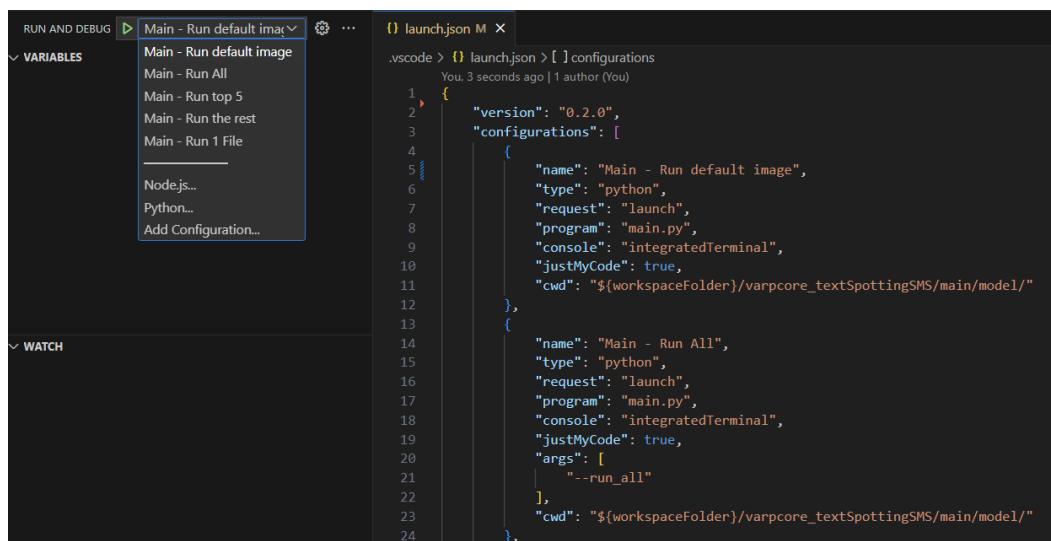 RUN AND DEBUG
Main - Run default imag
Main - Run default image
Main - Run All
Main - Run top 5
Main - Run the rest
Main - Run 1 File
Node.js...
Python...
Add Configuration...
VARIABLES
WATCH
{} launch.json M ×
.vscode > {} launch.json > [ ] configurations
You, 3 seconds ago | 1 author (You)
1 {
2 "version": "0.2.0",
3 "configurations": [
4 {
5 "name": "Main - Run default image",
6 "type": "python",
7 "request": "launch",
8 "program": "main.py",
9 "console": "integratedTerminal",
10 "justMyCode": true,
11 "cwd": "${workspaceFolder}/varpcore_textSpottingSMS/main/model/"
12 },
13 {
14 "name": "Main - Run All",
15 "type": "python",
16 "request": "launch",
17 "program": "main.py",
18 "console": "integratedTerminal",
19 "justMyCode": true,
20 "args": [
21 "--run_all"
22 ],
23 "cwd": "${workspaceFolder}/varpcore_textSpottingSMS/main/model/"
24 },